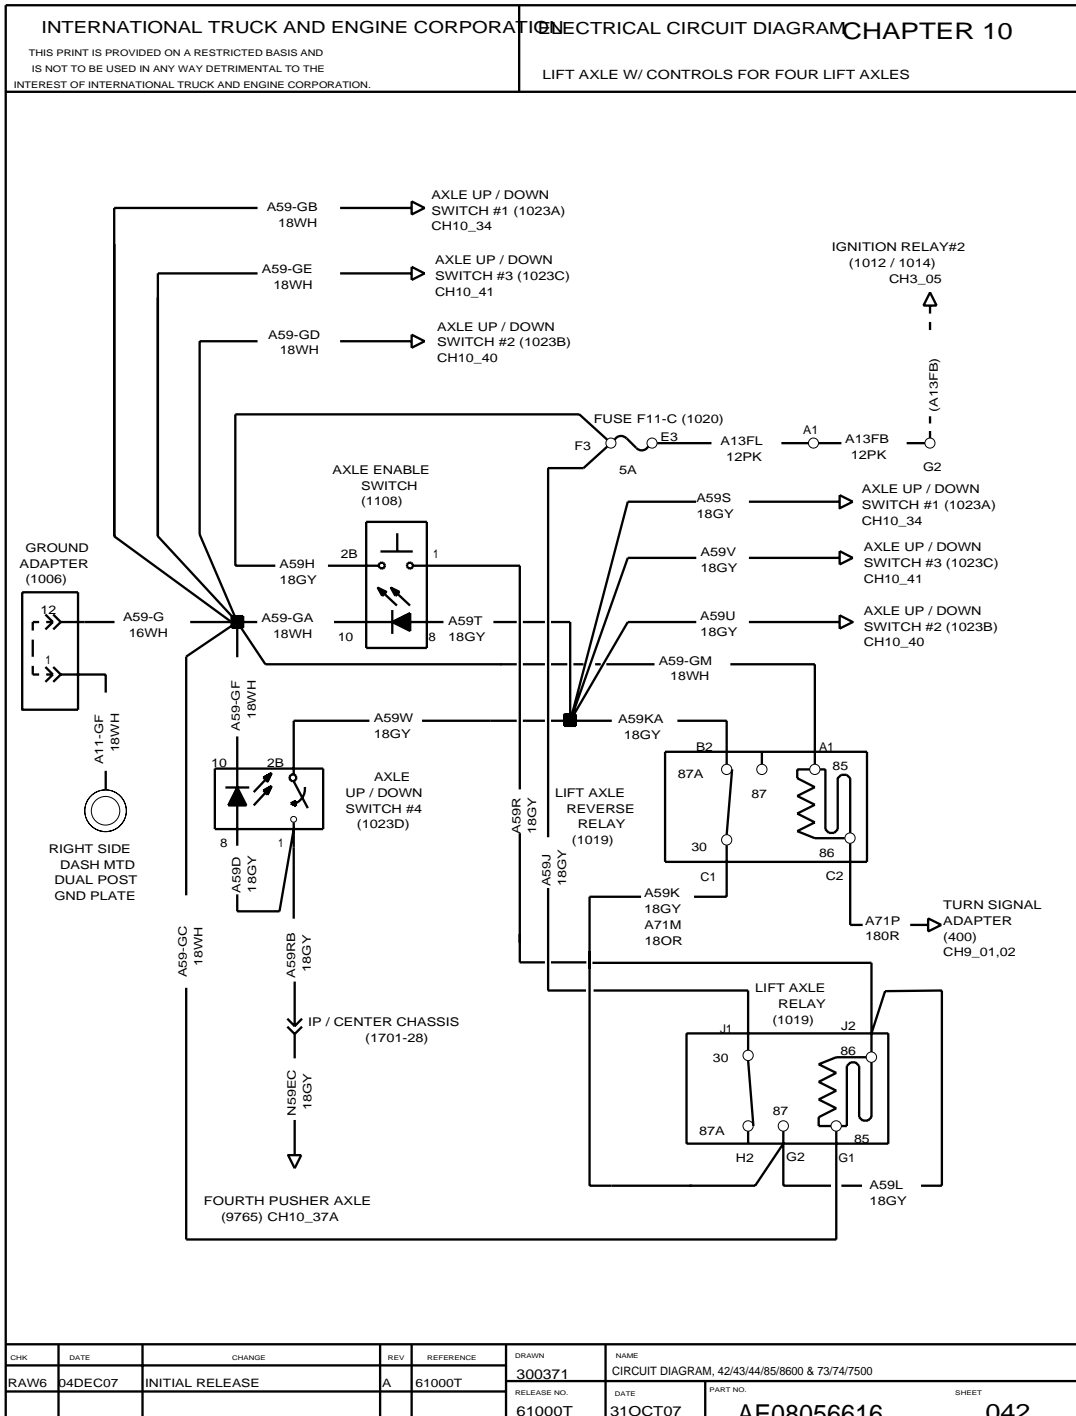 INTERNATIONAL TRUCK AND ENGINE CORPORATION
THIS PRINT IS PROVIDED ON A RESTRICTED BASIS AND
IS NOT TO BE USED IN ANY WAY DETRIMENTAL TO THE
INTEREST OF INTERNATIONAL TRUCK AND ENGINE CORPORATION.
ELECTRICAL CIRCUIT DIAGRAM
CHAPTER 10
LIFT AXLE W/ CONTROLS FOR FOUR LIFT AXLES
A59-GB
18WH
AXLE UP / DOWN
SWITCH #1 (1023A)
CH10_34
A59-GE
18WH
AXLE UP / DOWN
SWITCH #3 (1023C)
CH10_41
A59-GD
18WH
AXLE UP / DOWN
SWITCH #2 (1023B)
CH10_40
IGNITION RELAY#2
(1012 / 1014)
CH3_05
(A13FB)
FUSE F11-C (1020)
F3
E3
5A
A13FL
12PK
A1
A13FB
12PK
G2
AXLE ENABLE
SWITCH
(1108)
A59S
18GY
AXLE UP / DOWN
SWITCH #1 (1023A)
CH10_34
A59V
18GY
AXLE UP / DOWN
SWITCH #3 (1023C)
CH10_41
A59U
18GY
AXLE UP / DOWN
SWITCH #2 (1023B)
CH10_40
GROUND
ADAPTER
(1006)
12
1
A59-G
16WH
A59H
18GY
2B
1
A59-GA
18WH
10
8
A59T
18GY
A59-GM
18WH
A11-GF
18WH
A59-GF
18WH
A59W
18GY
A59KA
18GY
RIGHT SIDE
DASH MTD
DUAL POST
GND PLATE
10
2B
8
1
AXLE
UP / DOWN
SWITCH #4
(1023D)
A59D
18GY
A59R
18GY
A59J
18GY
LIFT AXLE
REVERSE
RELAY
(1019)
B2
A1
87A
87
85
30
86
C1
C2
A59K
18GY
A71M
18OR
A71P
180R
TURN SIGNAL
ADAPTER
(400)
CH9_01,02
A59-GC
18WH
A59RB
18GY
IP / CENTER CHASSIS
(1701-28)
N59EC
18GY
FOURTH PUSHER AXLE
(9765) CH10_37A
LIFT AXLE
RELAY
(1019)
J1
J2
30
86
87
87A
85
H2
G2
G1
A59L
18GY
CHK
DATE
CHANGE
REV
REFERENCE
RAW6
04DEC07
INITIAL RELEASE
A
61000T
DRAWN
300371
NAME
CIRCUIT DIAGRAM, 42/43/44/85/8600 & 73/74/7500
RELEASE NO.
61000T
DATE
31OCT07
PART NO.
AE08056616
SHEET
042